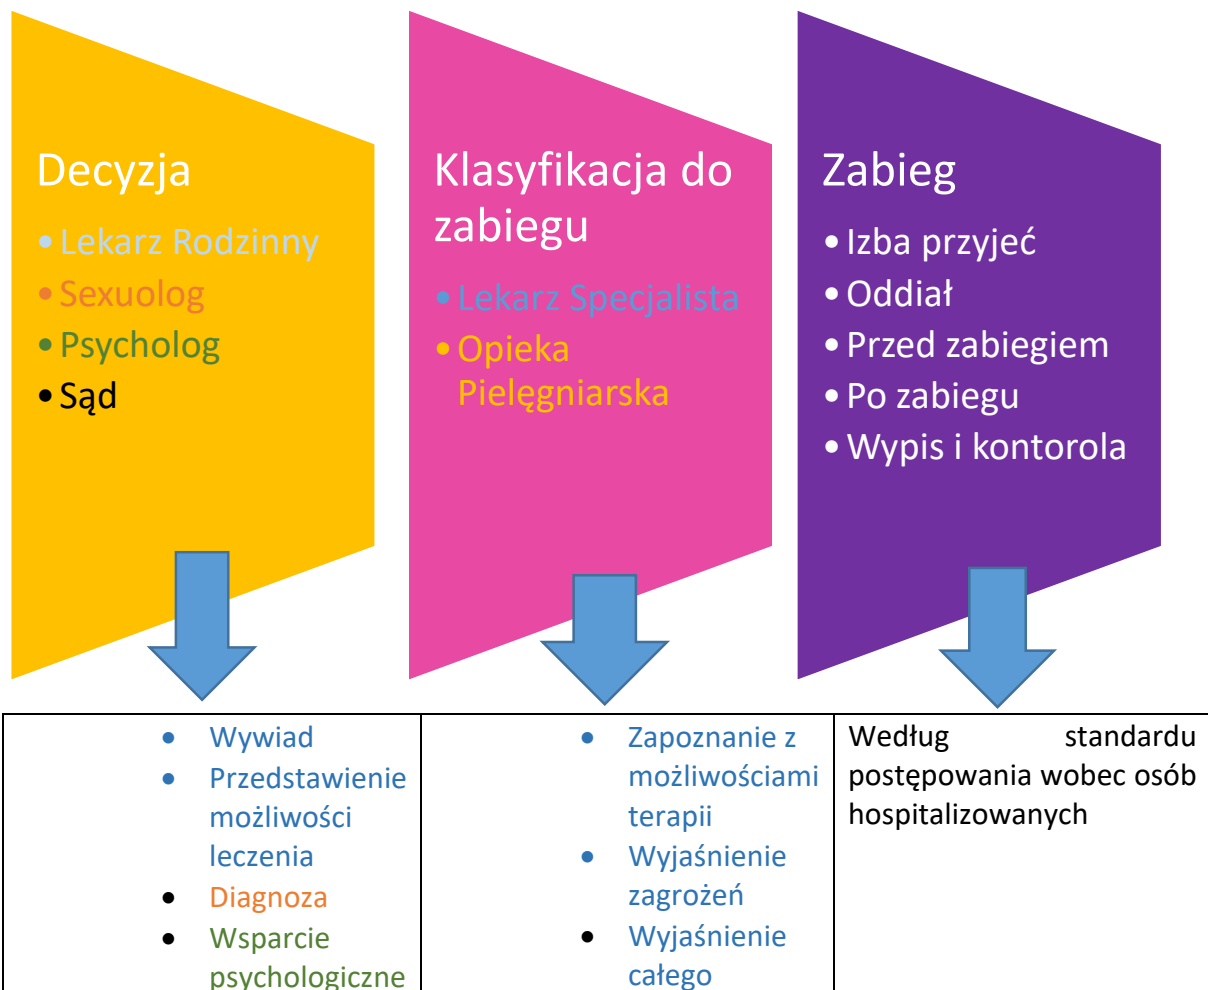 Decyzja
•Lekarz Rodzinny
•Sexuolog
•Psycholog
•Sąd
Klasyfikacja do
zabiegu
•Lekarz Specjalista
•Opieka
Pielęgniarska
Zabieg
•Izba przyjęć
•Oddiał
•Przed zabiegiem
•Po zabiegu
•Wypis i kontorola
• Wywiad
• Przedstawienie
możliwości
leczenia
• Diagnoza
• Wsparcie
psychologiczne
• Zapoznanie z
możliwościami
terapii
• Wyjaśnienie
zagrożeń
• Wyjaśnienie
całego
Według standardu
postępowania wobec osób
hospitalizowanych